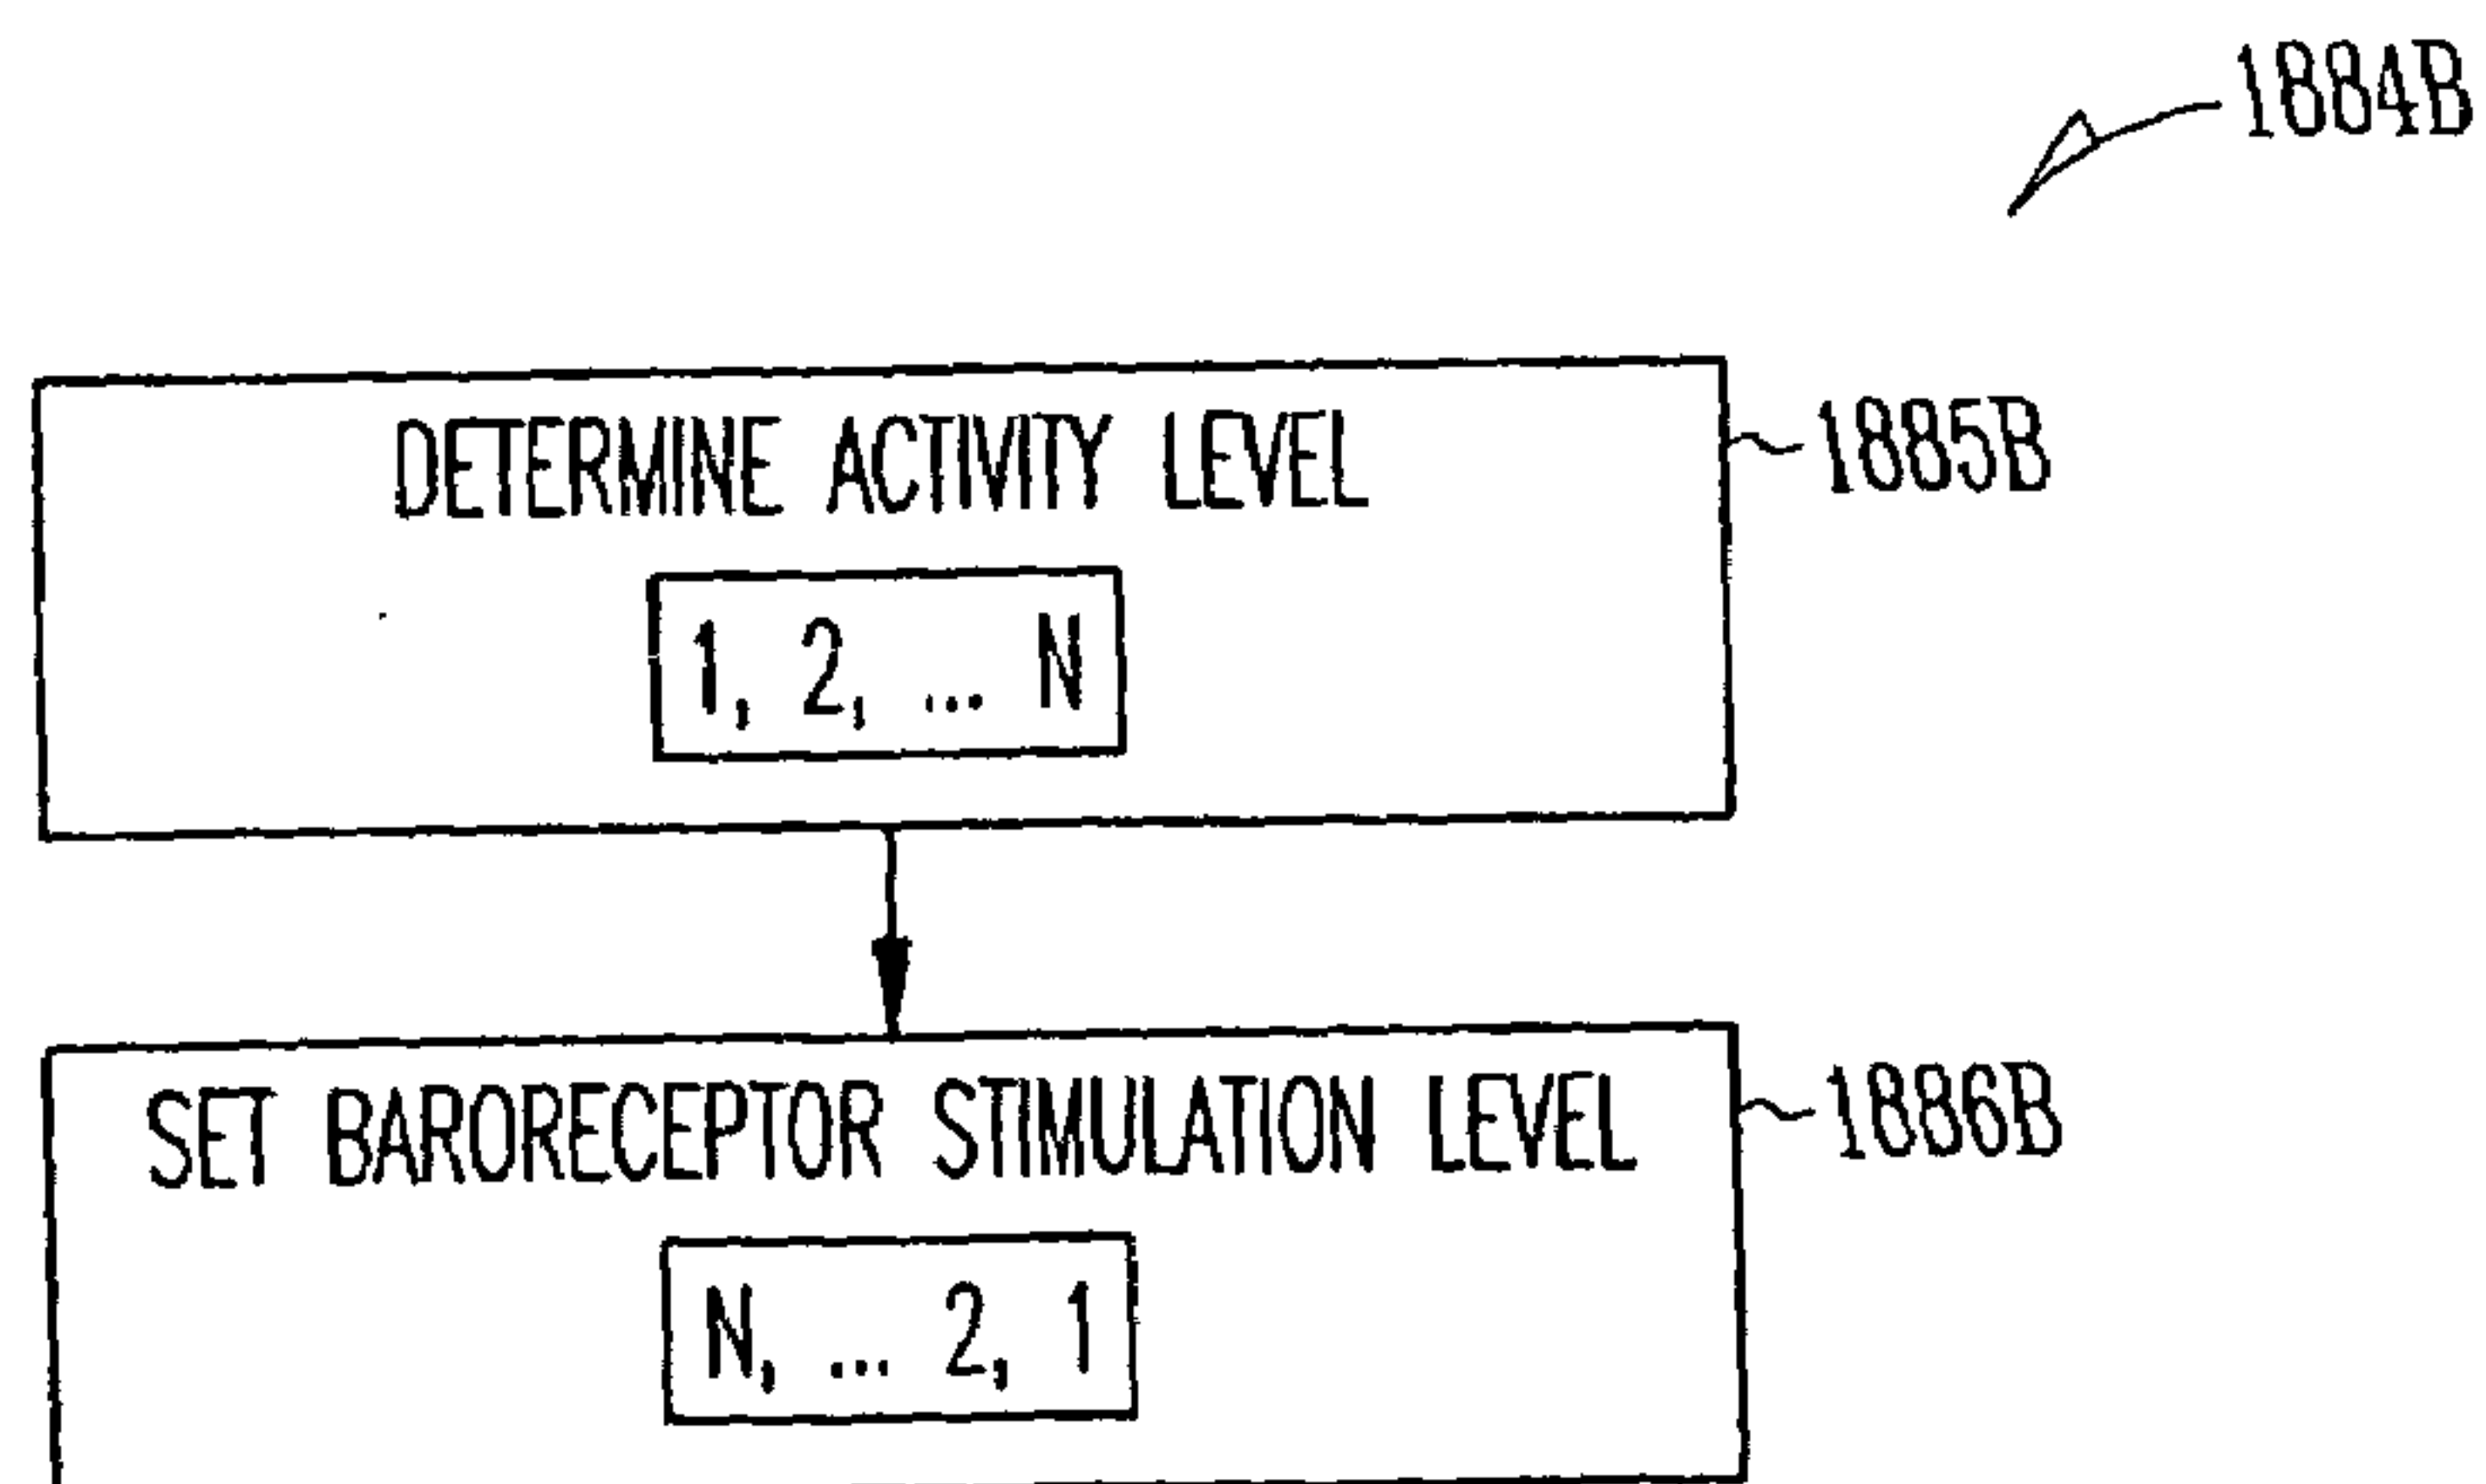 1884B
DETERMINE ACTIVITY LEVEL
1885B
1, 2, ... N
SET BARORECEPTOR STIMULATION LEVEL
1886B
N, ... 2, 1